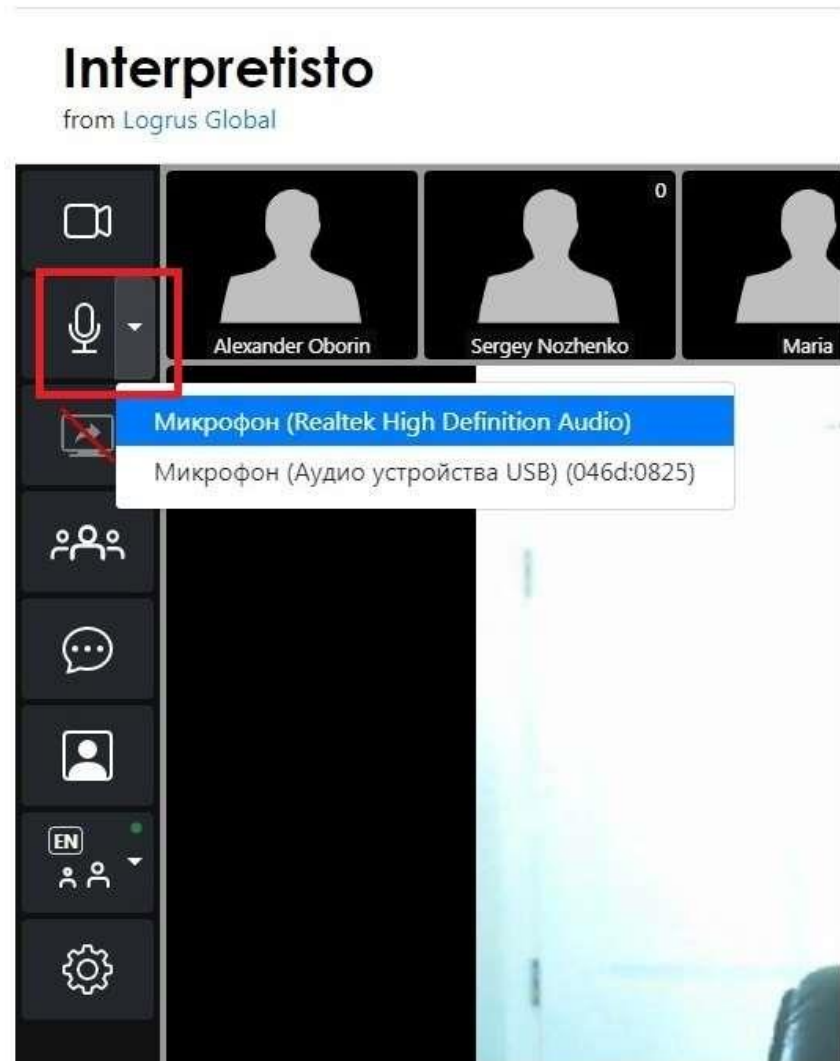 Interpretisto
from Logrus Global
0
Alexander Oborin
Sergey Nozhenko
Maria
Микрофон (Realtek High Definition Audio)
Микрофон (Аудио устройства USB) (046d:0825)
EN